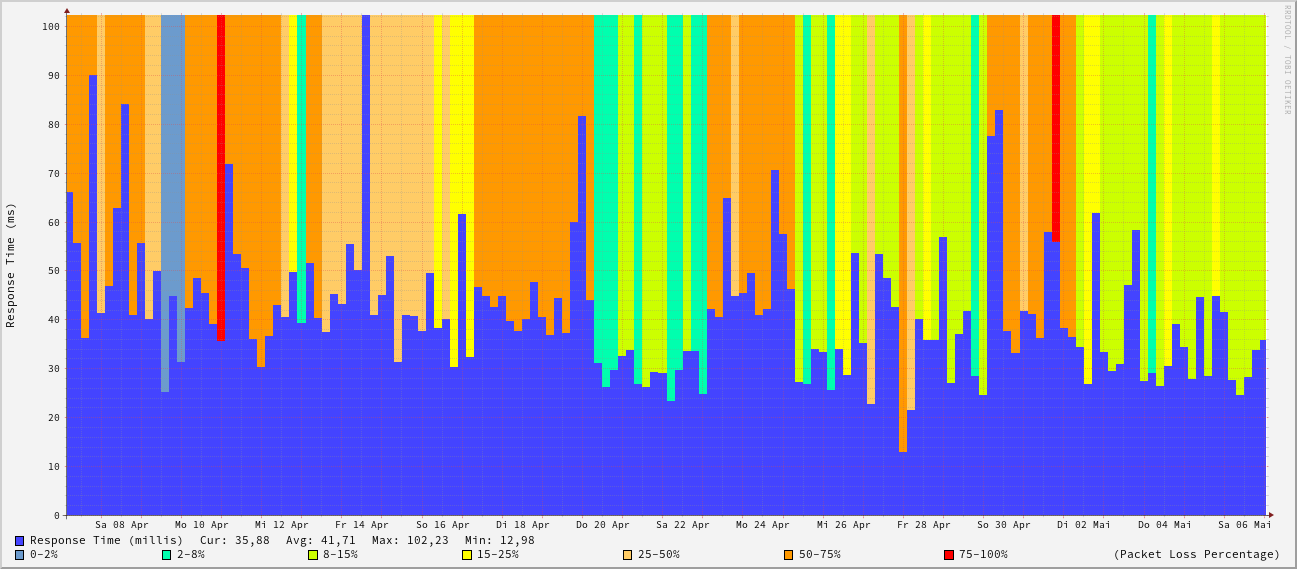 RRDTOOL / TOBI OETIKER
Response Time (ms)
100
90
80
70
60
50
40
30
20
10
0
Sa 08 Apr Mo 10 Apr Mi 12 Apr Fr 14 Apr So 16 Apr Di 18 Apr Do 20 Apr Sa 22 Apr Mo 24 Apr Mi 26 Apr Fr 28 Apr So 30 Apr Di 02 Mai Do 04 Mai Sa 06 Mai
Response Time (millis) Cur: 35,88 Avg: 41,71 Max: 102,23 Min: 12,98
0-2% 2-8% 8-15% 15-25% 25-50% 50-75% 75-100% (Packet Loss Percentage)